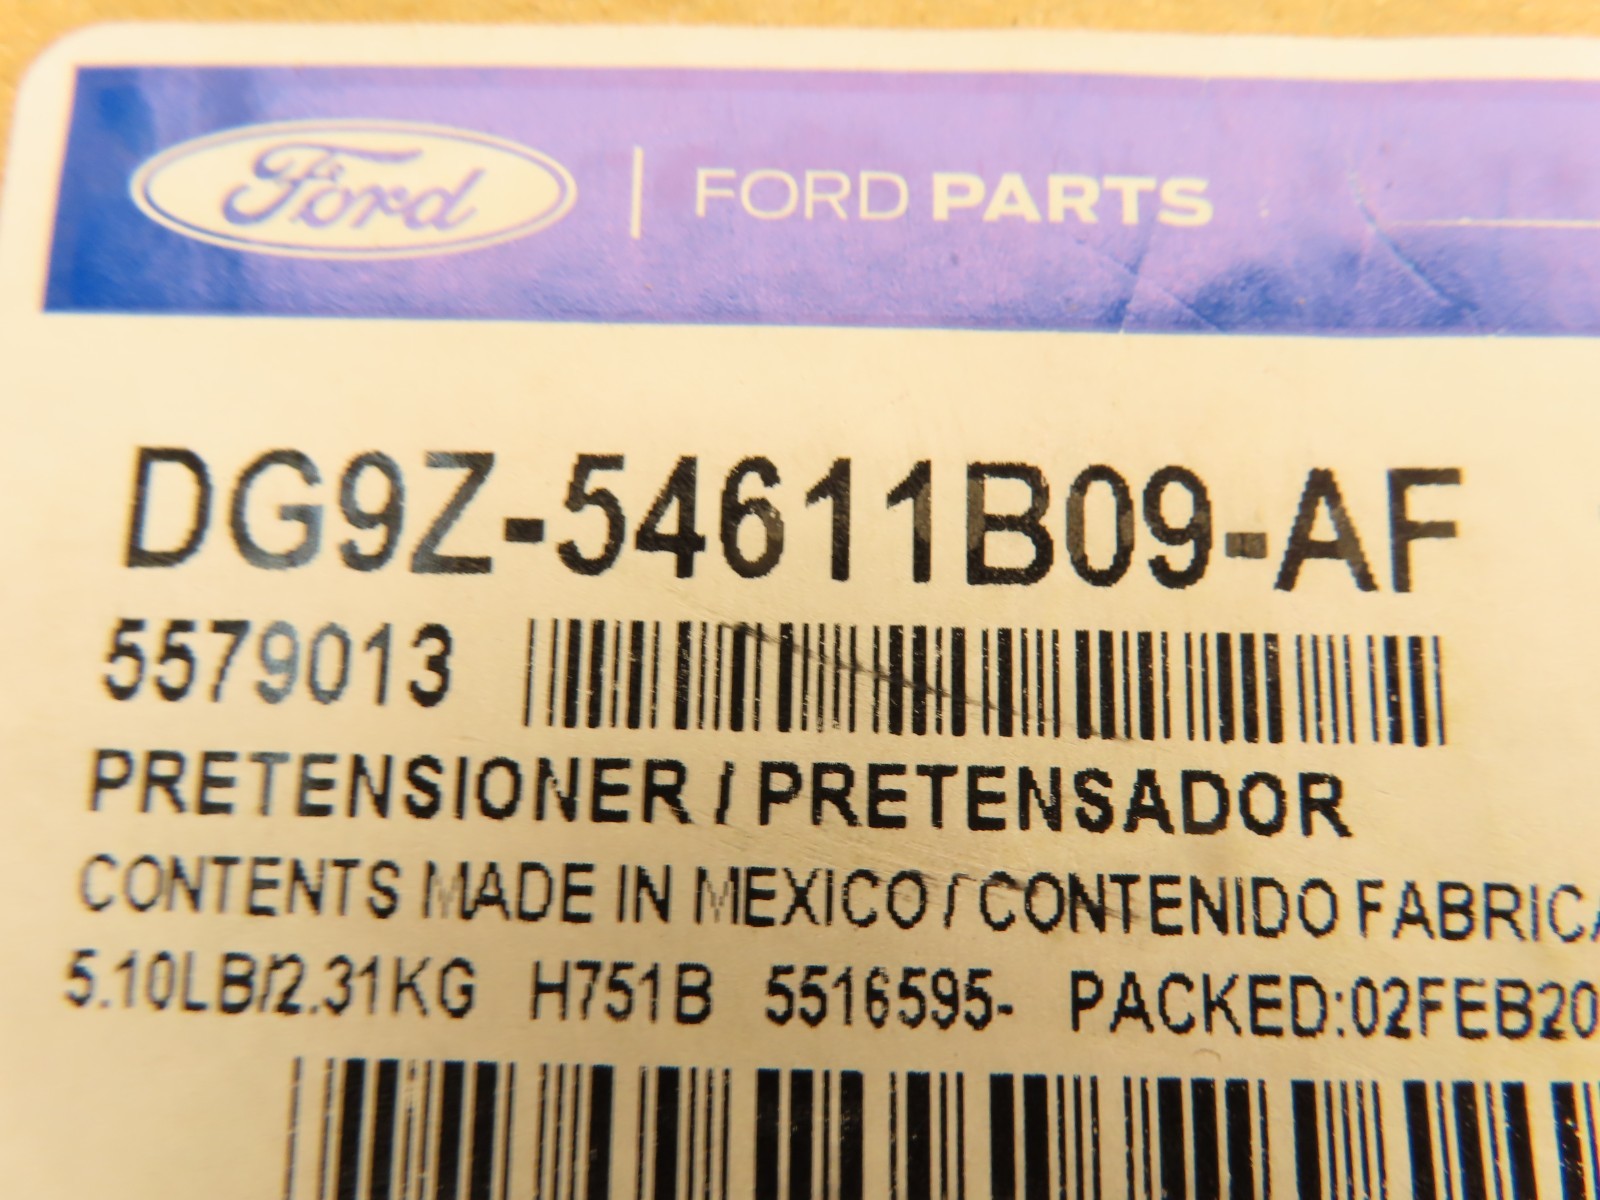 Ford | FORD PARTS
DG9Z-54611B09-AF
5579013
PRETENSIONER / PRETENSADOR
CONTENTS MADE IN MEXICO / CONTENIDO FABRICA
5.10LB/2.31KG H751B 5516595- PACKED:02FEB20